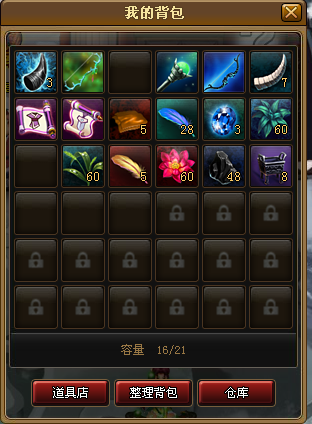 我的背包
3 7
5 28 3 60
60 5 60 48 8
容量 16/21
道具店 整理背包 仓库